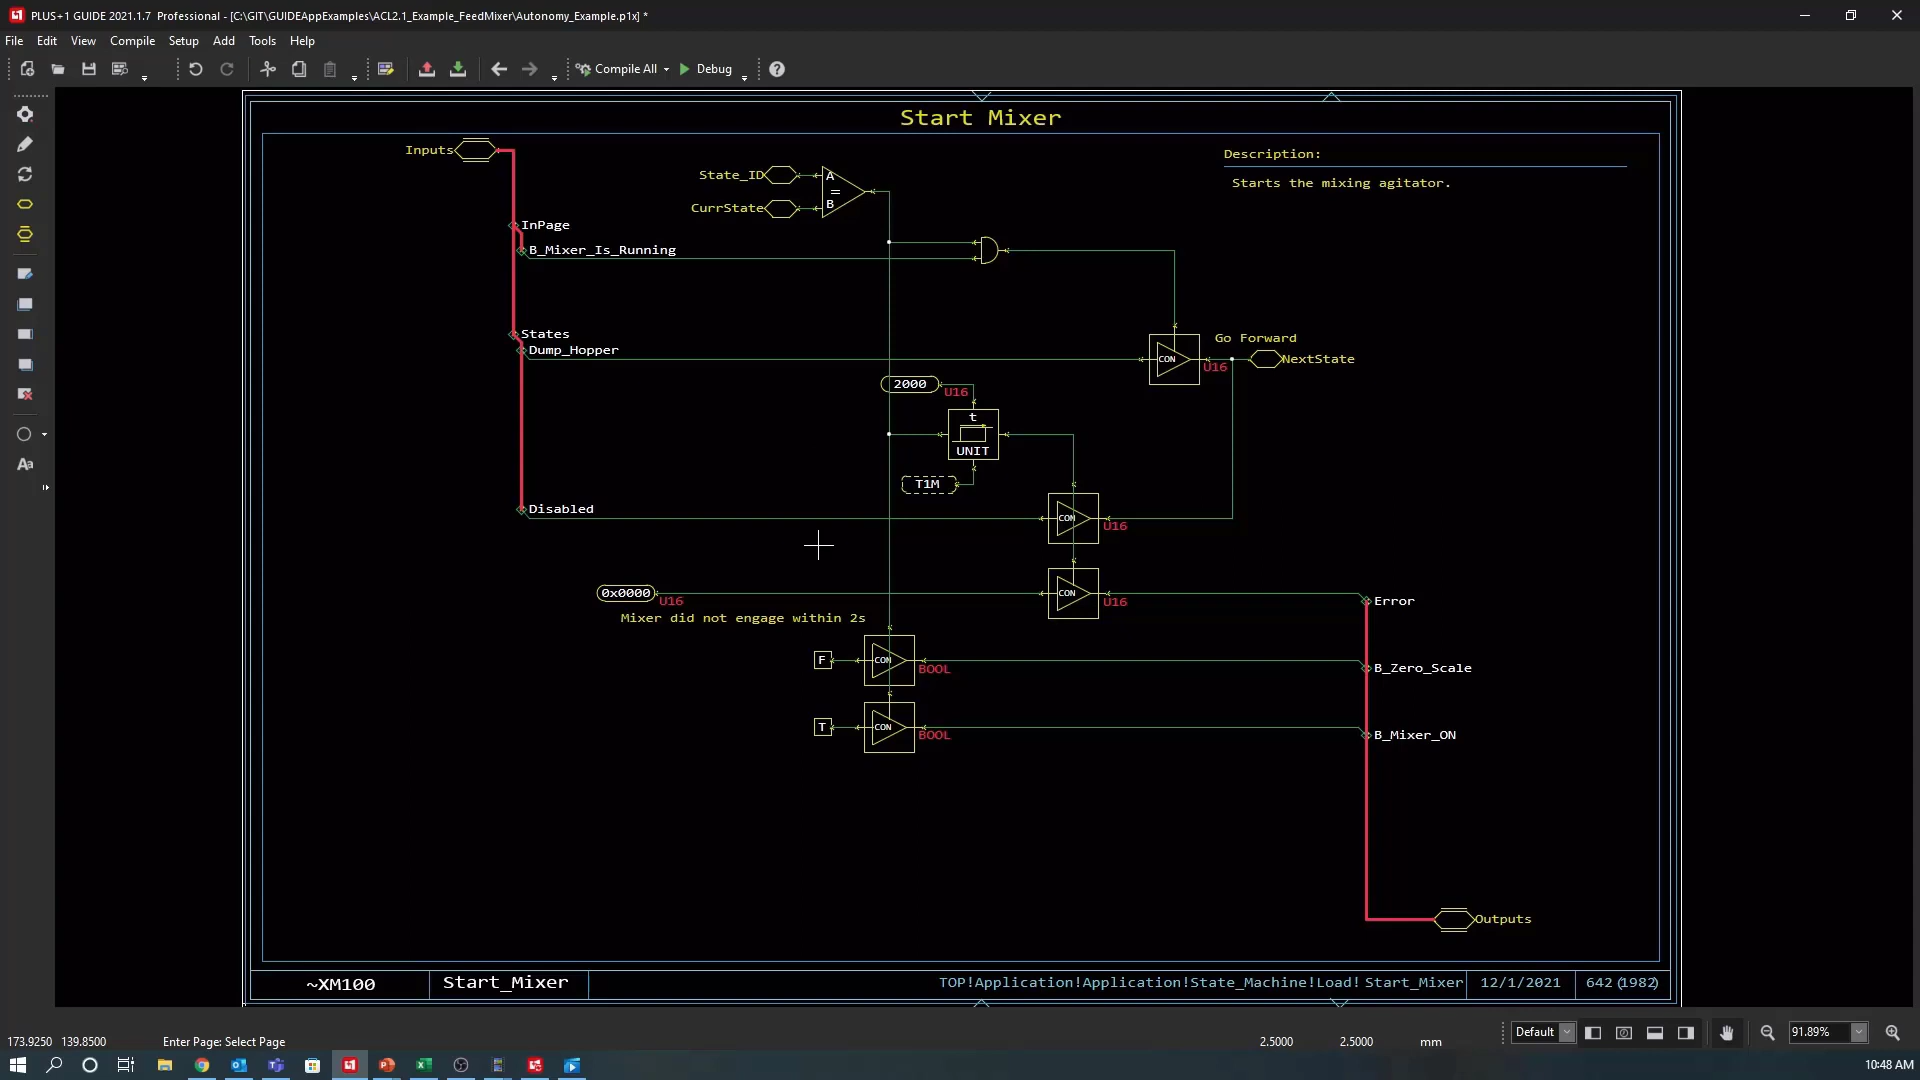 PLUS+1 GUIDE 2021.1.7  Professional - [C:\GIT\GUIDEAppExamples\ACL2.1_Example_FeedMixer\Autonomy_Example.p1x] *
File Edit View Compile Setup Add Tools Help
Compile All Debug
Start Mixer
Inputs
State_ID
A
=
B
CurrState
Description:
Starts the mixing agitator.
InPage
B_Mixer_Is_Running
States
Dump_Hopper
CON
U16
Go Forward
NextState
2000
U16
t
UNIT
T1M
Disabled
CON
U16
0x0000
U16
CON
U16
Error
Mixer did not engage within 2s
F
CON
BOOL
B_Zero_Scale
T
CON
BOOL
B_Mixer_ON
Outputs
~XM100
Start_Mixer
TOP!Application!Application!State_Machine!Load! Start_Mixer
12/1/2021
642 (1982)
173.9250 139.8500
Enter Page: Select Page
2.5000
2.5000
mm
Default
91.89%
10:48 AM